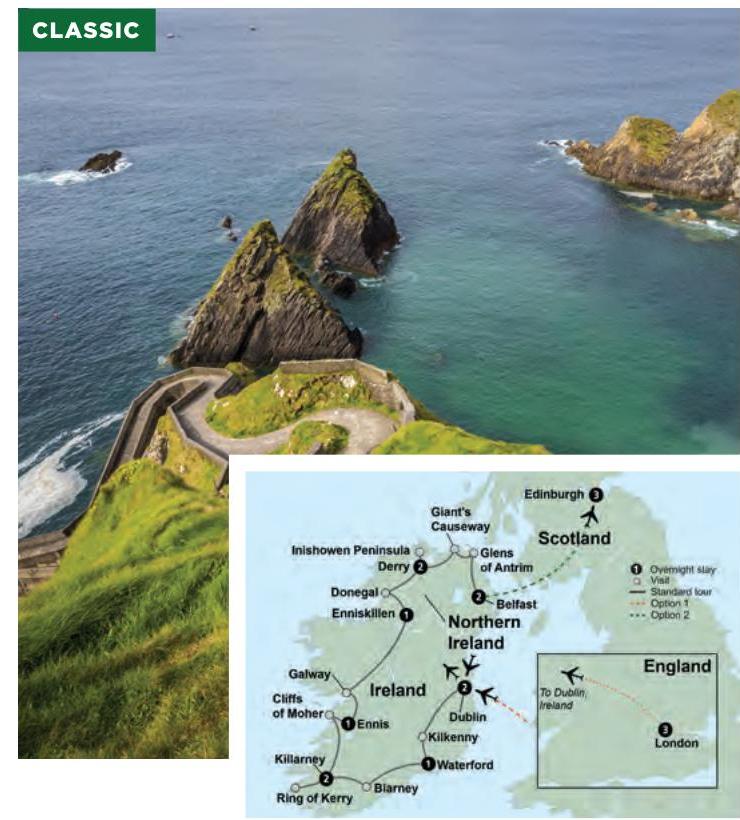 CLASSIC
Edinburgh 3
Giant's
Causeway
Scotland
Inishowen Peninsula
Glens
of Antrim
Derry 2
1 Overnight stay
Visit
Standard tour
Option 1
Option 2
Donegal
2
Belfast
Enniskillen 1
Northern
Ireland
England
Galway
Ireland
2
Dublin
To Dublin,
Ireland
Cliffs
of Moher
1 Ennis
3
London
Kilkenny
Killarney
2
1 Waterford
Blarney
Ring of Kerry